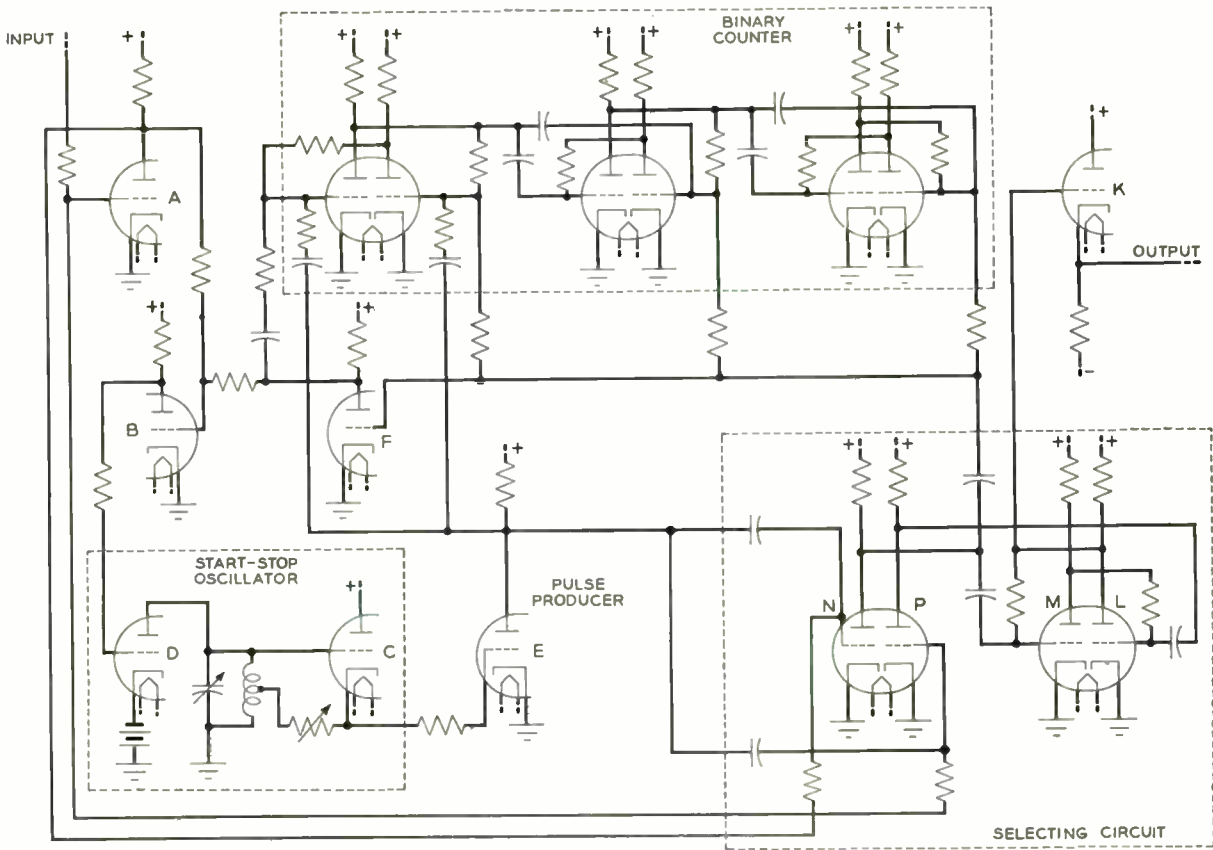 INPUT
BINARY
COUNTER
A
K
OUTPUT
B
F
START-STOP
OSCILLATOR
PULSE
PRODUCER
D
C
E
N
P
M
L
SELECTING CIRCUIT